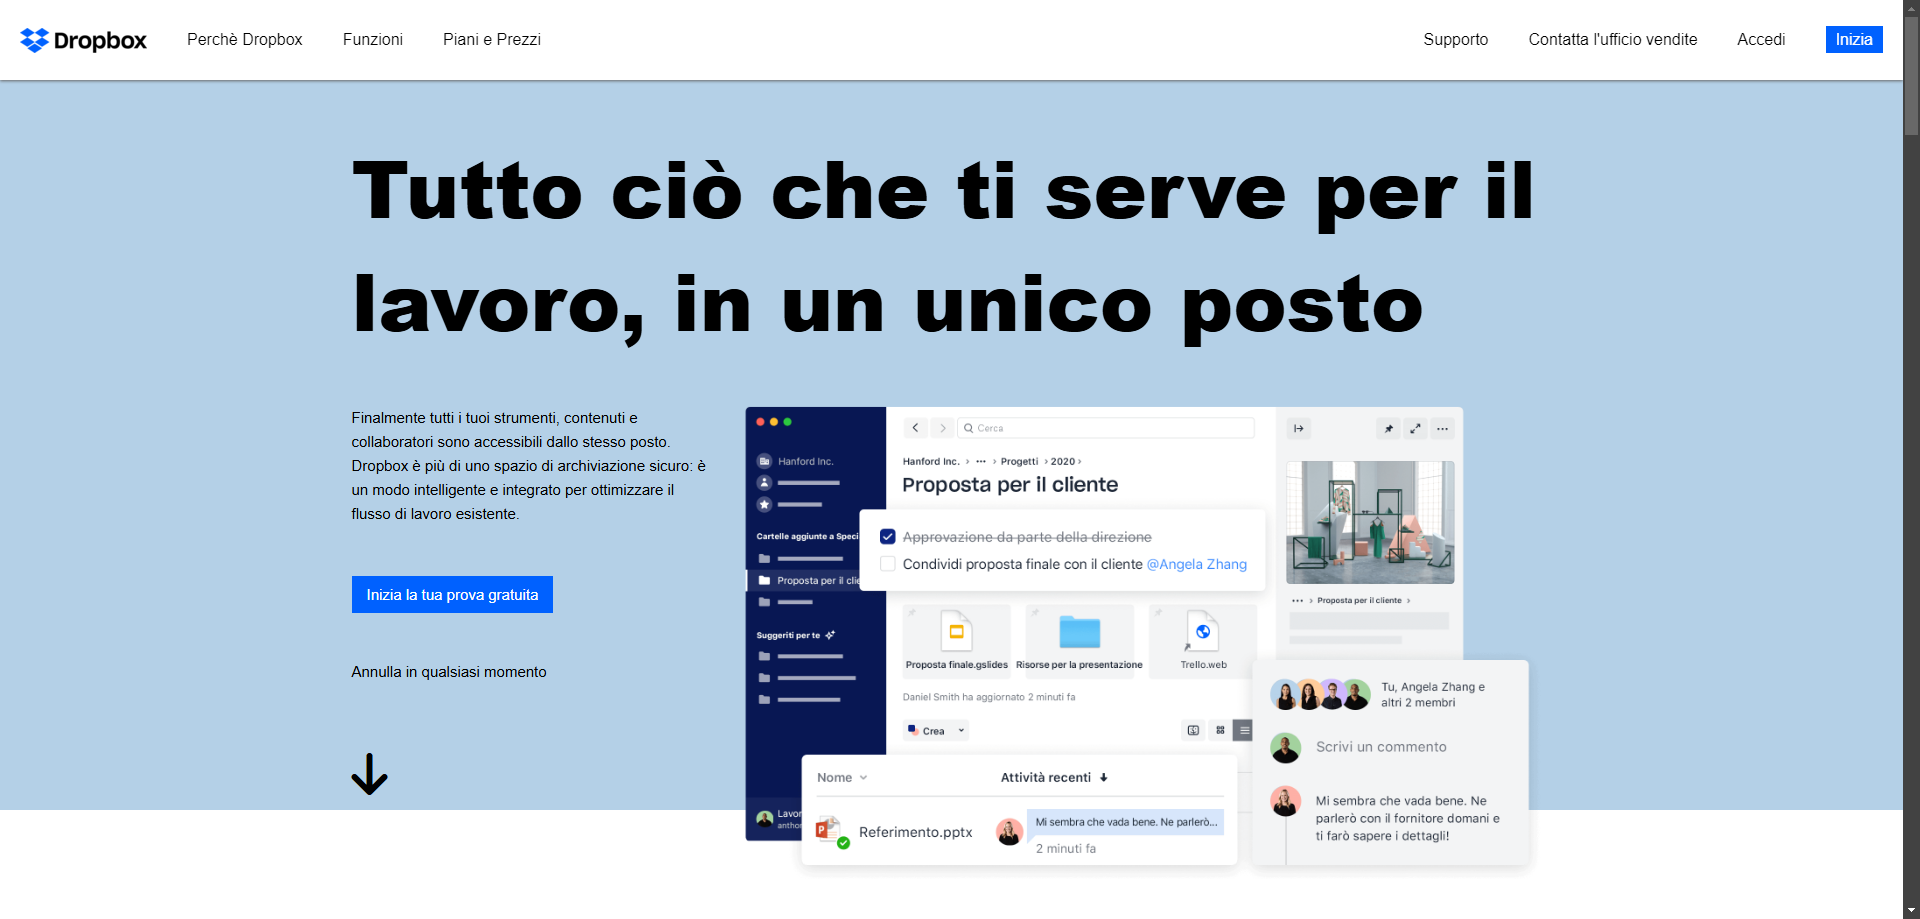 Dropbox
Perchè Dropbox
Funzioni
Piani e Prezzi
Supporto
Contatta l'ufficio vendite
Accedi
Inizia
Tutto ciò che ti serve per il
lavoro, in un unico posto
Finalmente tutti i tuoi strumenti, contenuti e
collaboratori sono accessibili dallo stesso posto.
Dropbox è più di uno spazio di archiviazione sicuro: è
un modo intelligente e integrato per ottimizzare il
flusso di lavoro esistente.
Inizia la tua prova gratuita
Annulla in qualsiasi momento
Hanford Inc.
Cartelle aggiunte a Speci
Proposta per il clie
Suggeriti per te
Lavor
anthor
Cerca
Hanford Inc. > ••• > Progetti > 2020 >
Proposta per il cliente
Approvazione da parte della direzione
Condividi proposta finale con il cliente @Angela Zhang
Proposta finale.gslides
Risorse per la presentazione
Trello.web
Daniel Smith ha aggiornato 2 minuti fa
Crea
Nome
Attività recenti
P
Referimento.pptx
Mi sembra che vada bene. Ne parlerò...
2 minuti fa
••• > Proposta per il cliente >
Tu, Angela Zhang e
altri 2 membri
Scrivi un commento
Mi sembra che vada bene. Ne
parlerò con il fornitore domani e
ti farò sapere i dettagli!